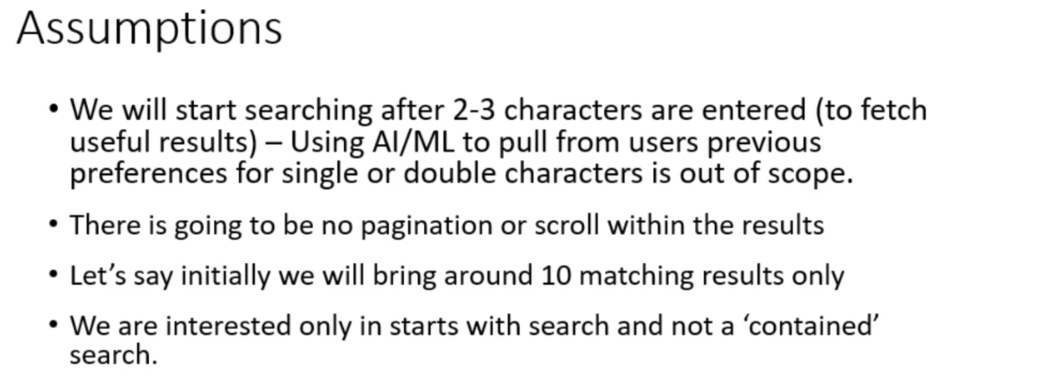 Assumptions
• We will start searching after 2-3 characters are entered (to fetch
useful results) – Using AI/ML to pull from users previous
preferences for single or double characters is out of scope.
• There is going to be no pagination or scroll within the results
• Let’s say initially we will bring around 10 matching results only
• We are interested only in starts with search and not a ‘contained’
search.